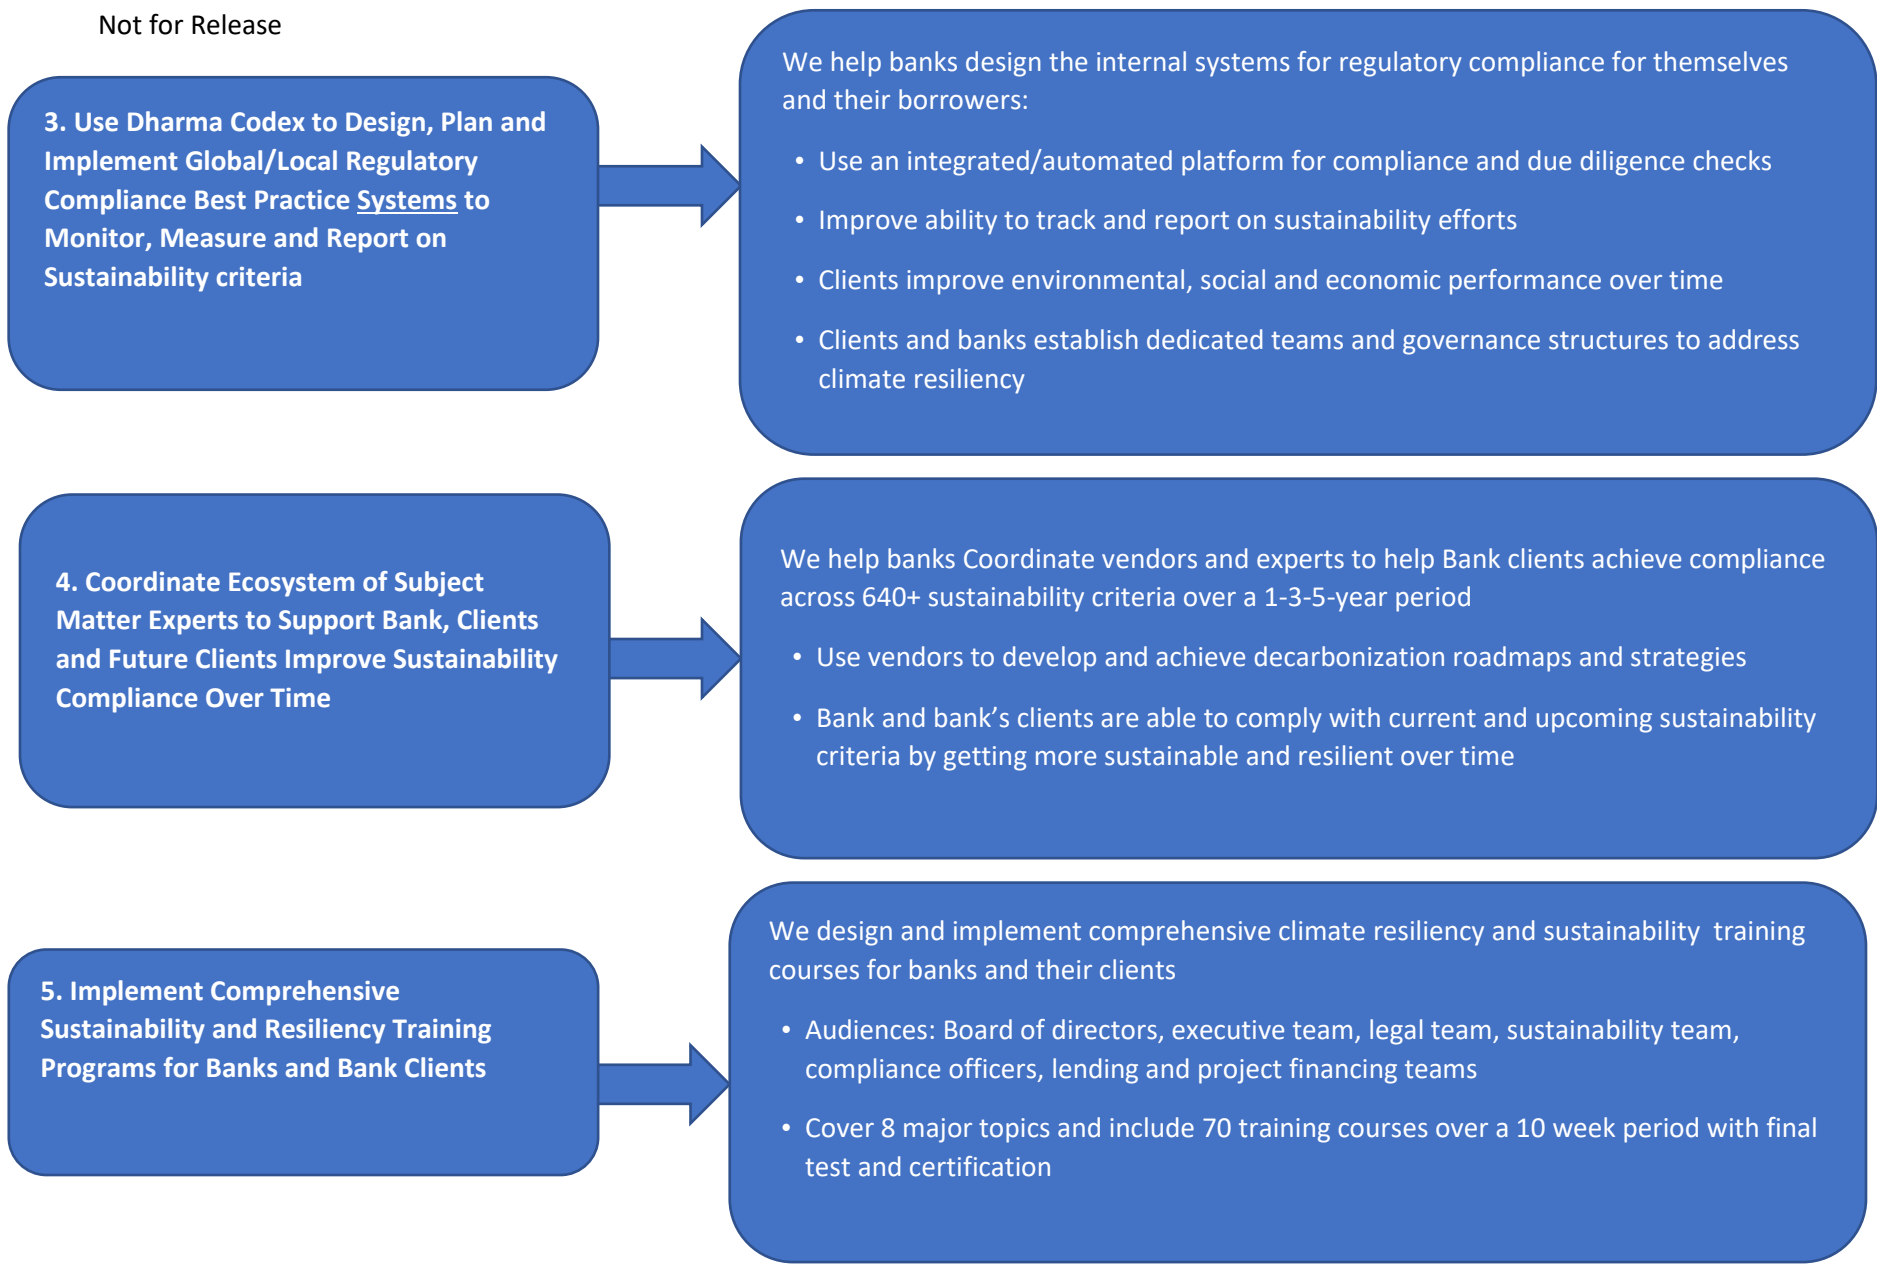 Not for Release
3. Use Dharma Codex to Design, Plan and
Implement Global/Local Regulatory
Compliance Best Practice Systems to
Monitor, Measure and Report on
Sustainability criteria
We help banks design the internal systems for regulatory compliance for themselves
and their borrowers:
• Use an integrated/automated platform for compliance and due diligence checks
• Improve ability to track and report on sustainability efforts
• Clients improve environmental, social and economic performance over time
• Clients and banks establish dedicated teams and governance structures to address
climate resiliency
4. Coordinate Ecosystem of Subject
Matter Experts to Support Bank, Clients
and Future Clients Improve Sustainability
Compliance Over Time
We help banks Coordinate vendors and experts to help Bank clients achieve compliance
across 640+ sustainability criteria over a 1-3-5-year period
• Use vendors to develop and achieve decarbonization roadmaps and strategies
• Bank and bank’s clients are able to comply with current and upcoming sustainability
criteria by getting more sustainable and resilient over time
5. Implement Comprehensive
Sustainability and Resiliency Training
Programs for Banks and Bank Clients
We design and implement comprehensive climate resiliency and sustainability  training
courses for banks and their clients
• Audiences: Board of directors, executive team, legal team, sustainability team,
compliance officers, lending and project financing teams
• Cover 8 major topics and include 70 training courses over a 10 week period with final
test and certification